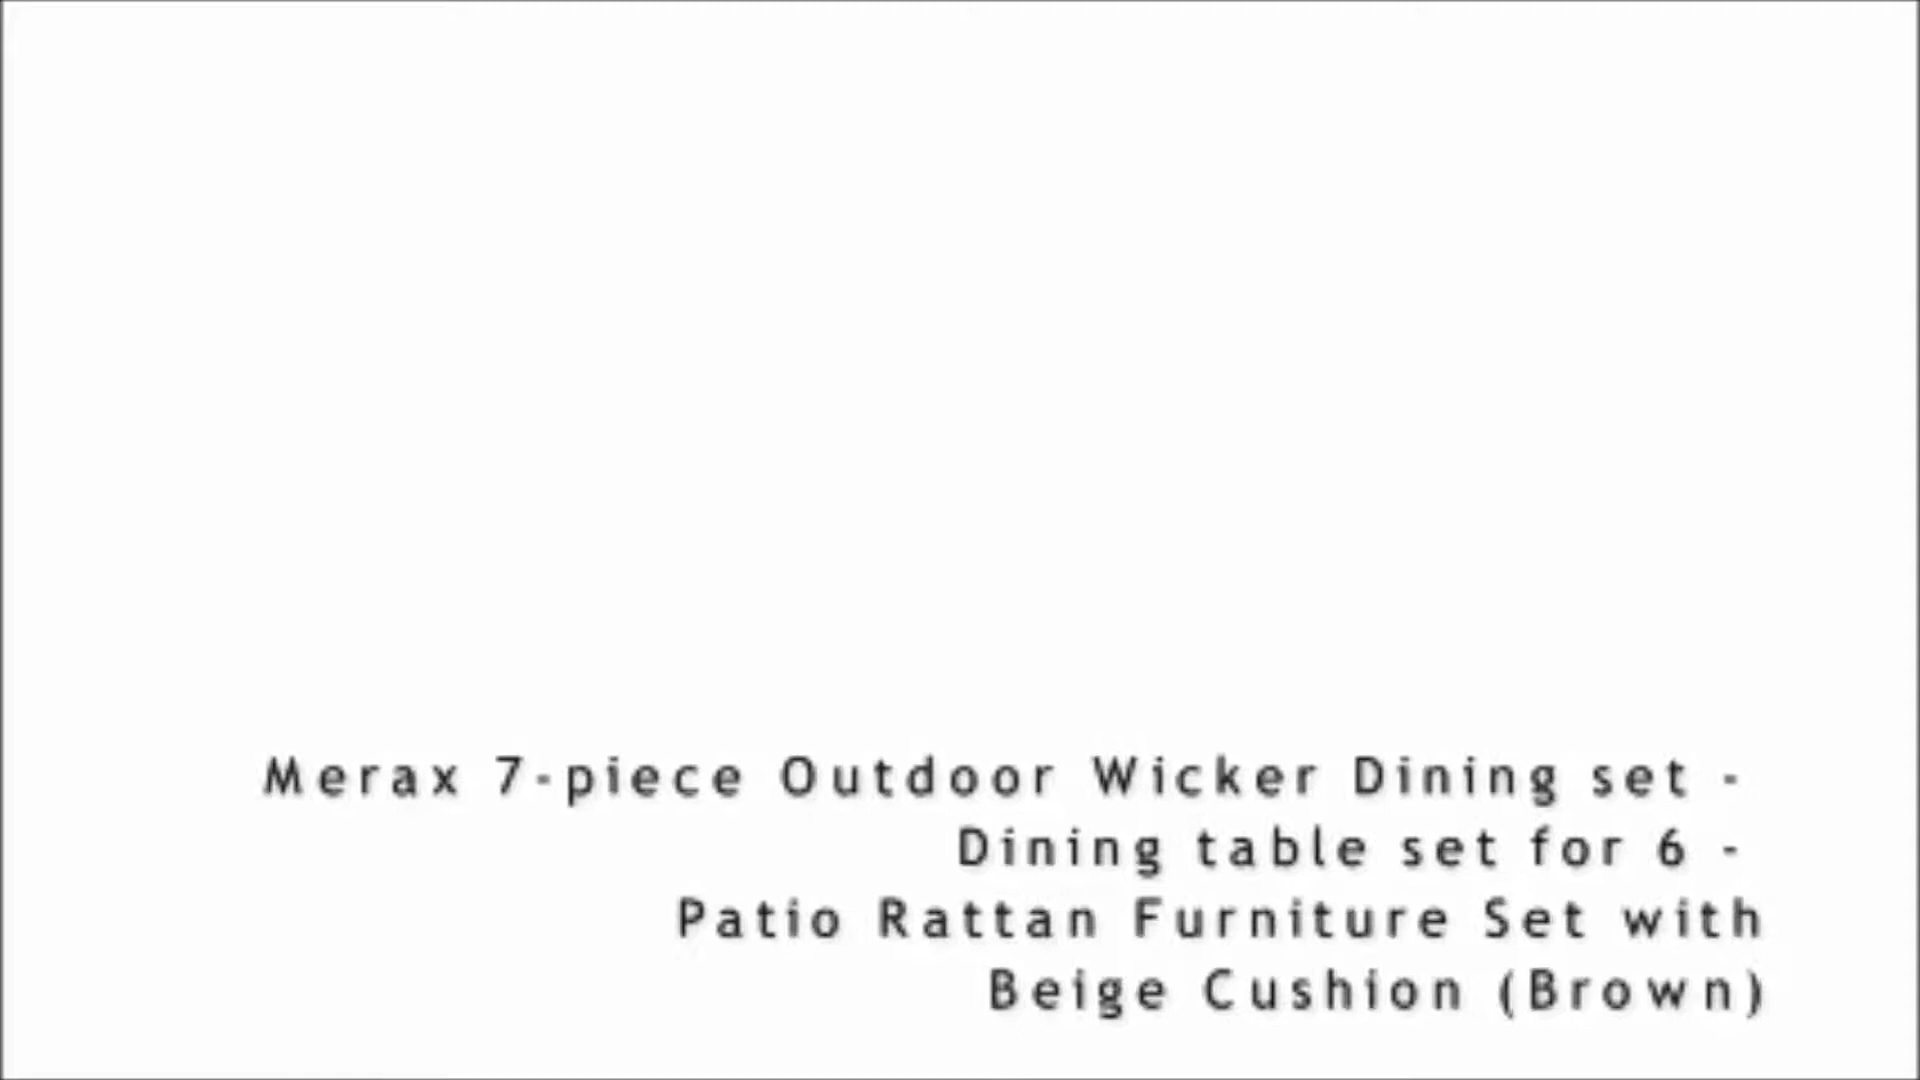 Merax 7-piece Outdoor Wicker Dining set -
Dining table set for 6 -
Patio Rattan Furniture Set with
Beige Cushion (Brown)